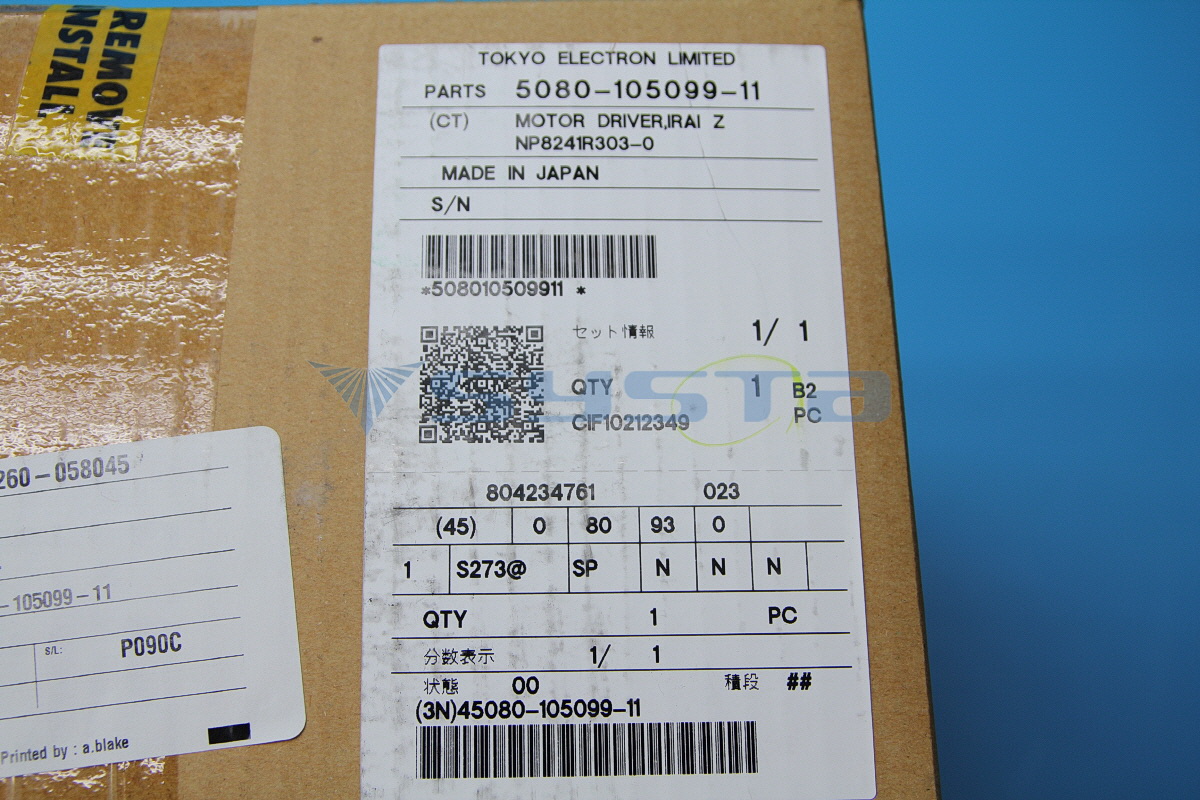 REMOVE
INSTALL
TOKYO ELECTRON LIMITED
PARTS 5080-105099-11
(CT) MOTOR DRIVER,IRAI Z
NP8241R303-0
MADE IN JAPAN
S/N
*508010509911 *
セット情報 1/ 1
QTY 1 B2
CIF10212349 PC
sysTa
804234761 023
(45) 0 80 93 0
1 S273@ SP N N N
QTY 1 PC
分数表示 1/ 1
状態 00 積段 ##
(3N)45080-105099-11
260-058045
-105099-11
S/L: P090C
Printed by : a.blake